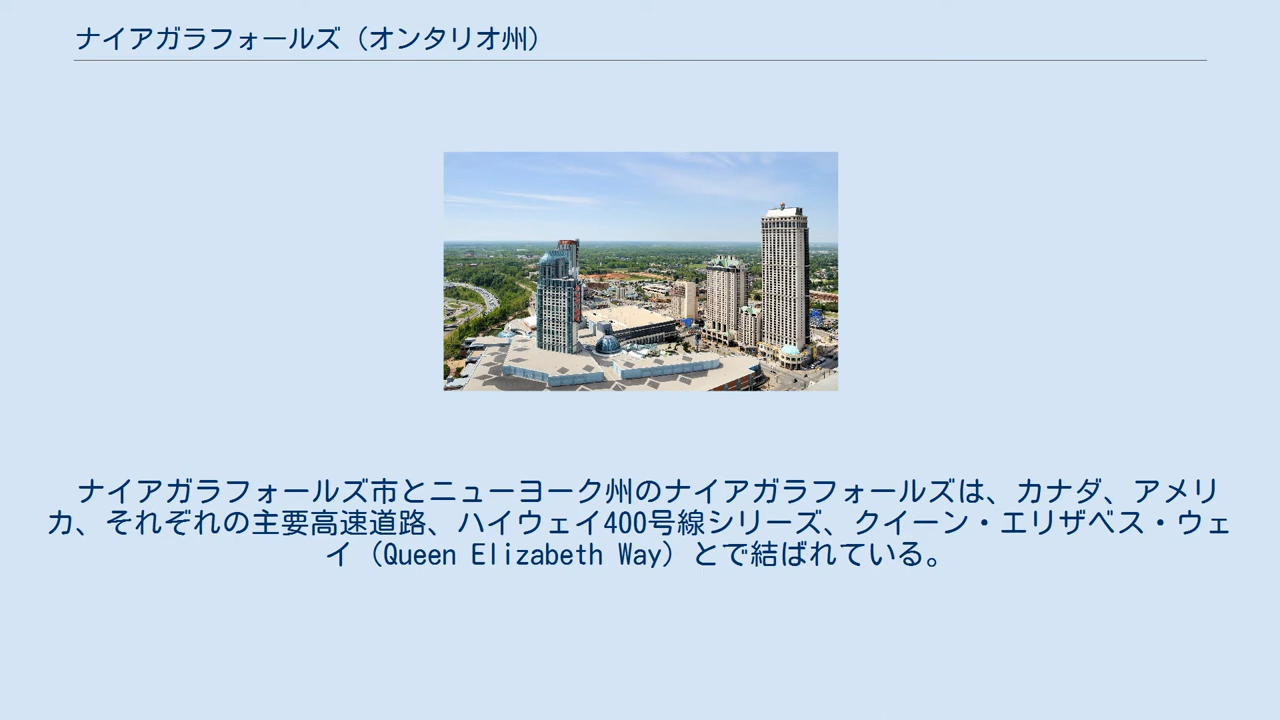 ナイアガラフォールズ（オンタリオ州）
ナイアガラフォールズ市とニューヨーク州のナイアガラフォールズは、カナダ、アメリ
カ、それぞれの主要高速道路、ハイウェイ400号線シリーズ、クイーン・エリザベス・ウェ
イ（Queen Elizabeth Way）とで結ばれている。